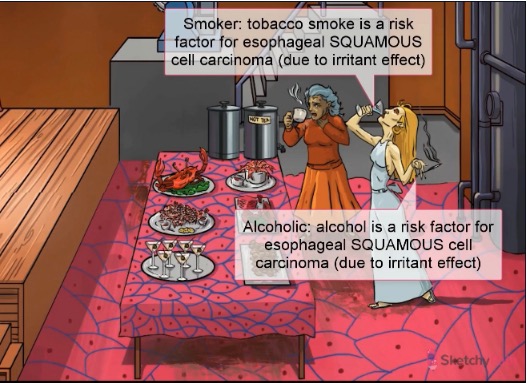 Smoker: tobacco smoke is a risk
factor for esophageal SQUAMOUS
cell carcinoma (due to irritant effect)
HOT TEA
Alcoholic: alcohol is a risk factor for
esophageal SQUAMOUS cell
carcinoma (due to irritant effect)
Sketchy